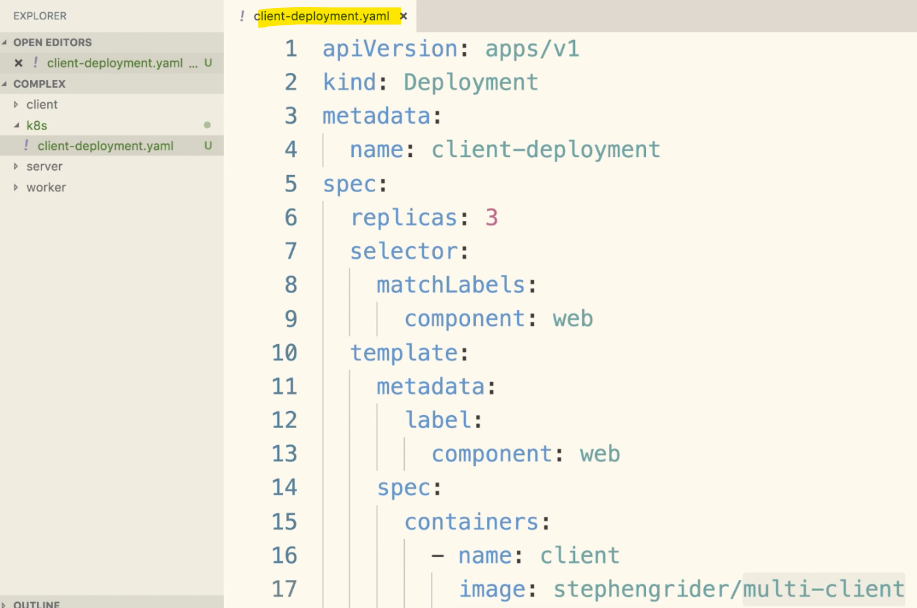 EXPLORER
OPEN EDITORS
× ! client-deployment.yaml ... U
COMPLEX
client
k8s
! client-deployment.yaml U
server
worker
OUTLINE
! client-deployment.yaml ×
1 apiVersion: apps/v1
2 kind: Deployment
3 metadata:
4   name: client-deployment
5 spec:
6   replicas: 3
7   selector:
8     matchLabels:
9       component: web
10   template:
11     metadata:
12       label:
13         component: web
14     spec:
15       containers:
16         - name: client
17           image: stephengrider/multi-client